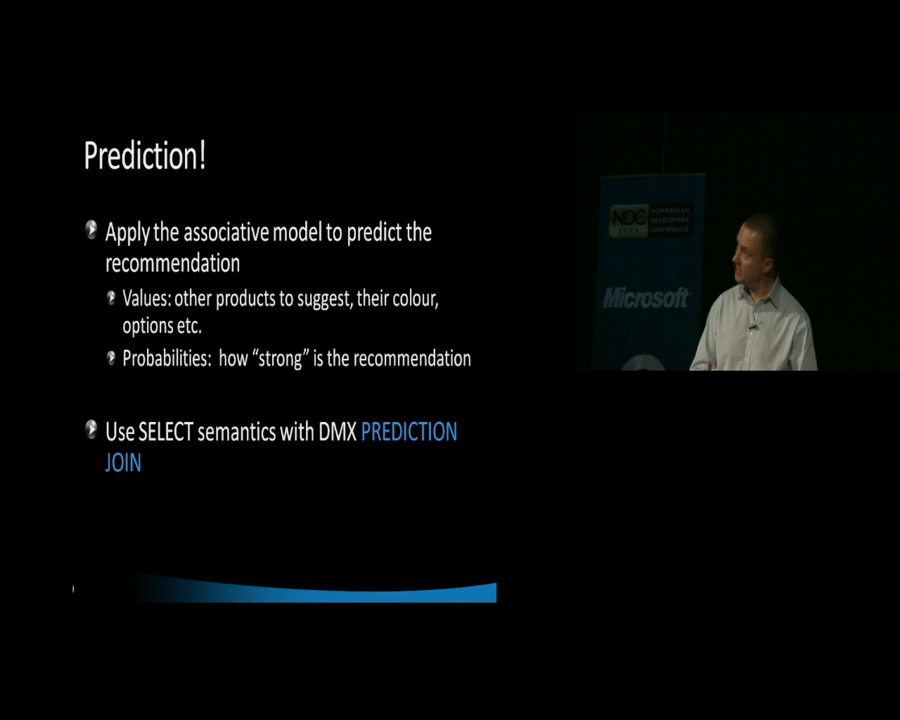 Prediction!
Apply the associative model to predict the
recommendation
Values: other products to suggest, their colour,
options etc.
Probabilities: how “strong” is the recommendation
Use SELECT semantics with DMX PREDICTION
JOIN
NDC
NORWEGIAN
DEVELOPERS
CONFERENCE
Microsoft